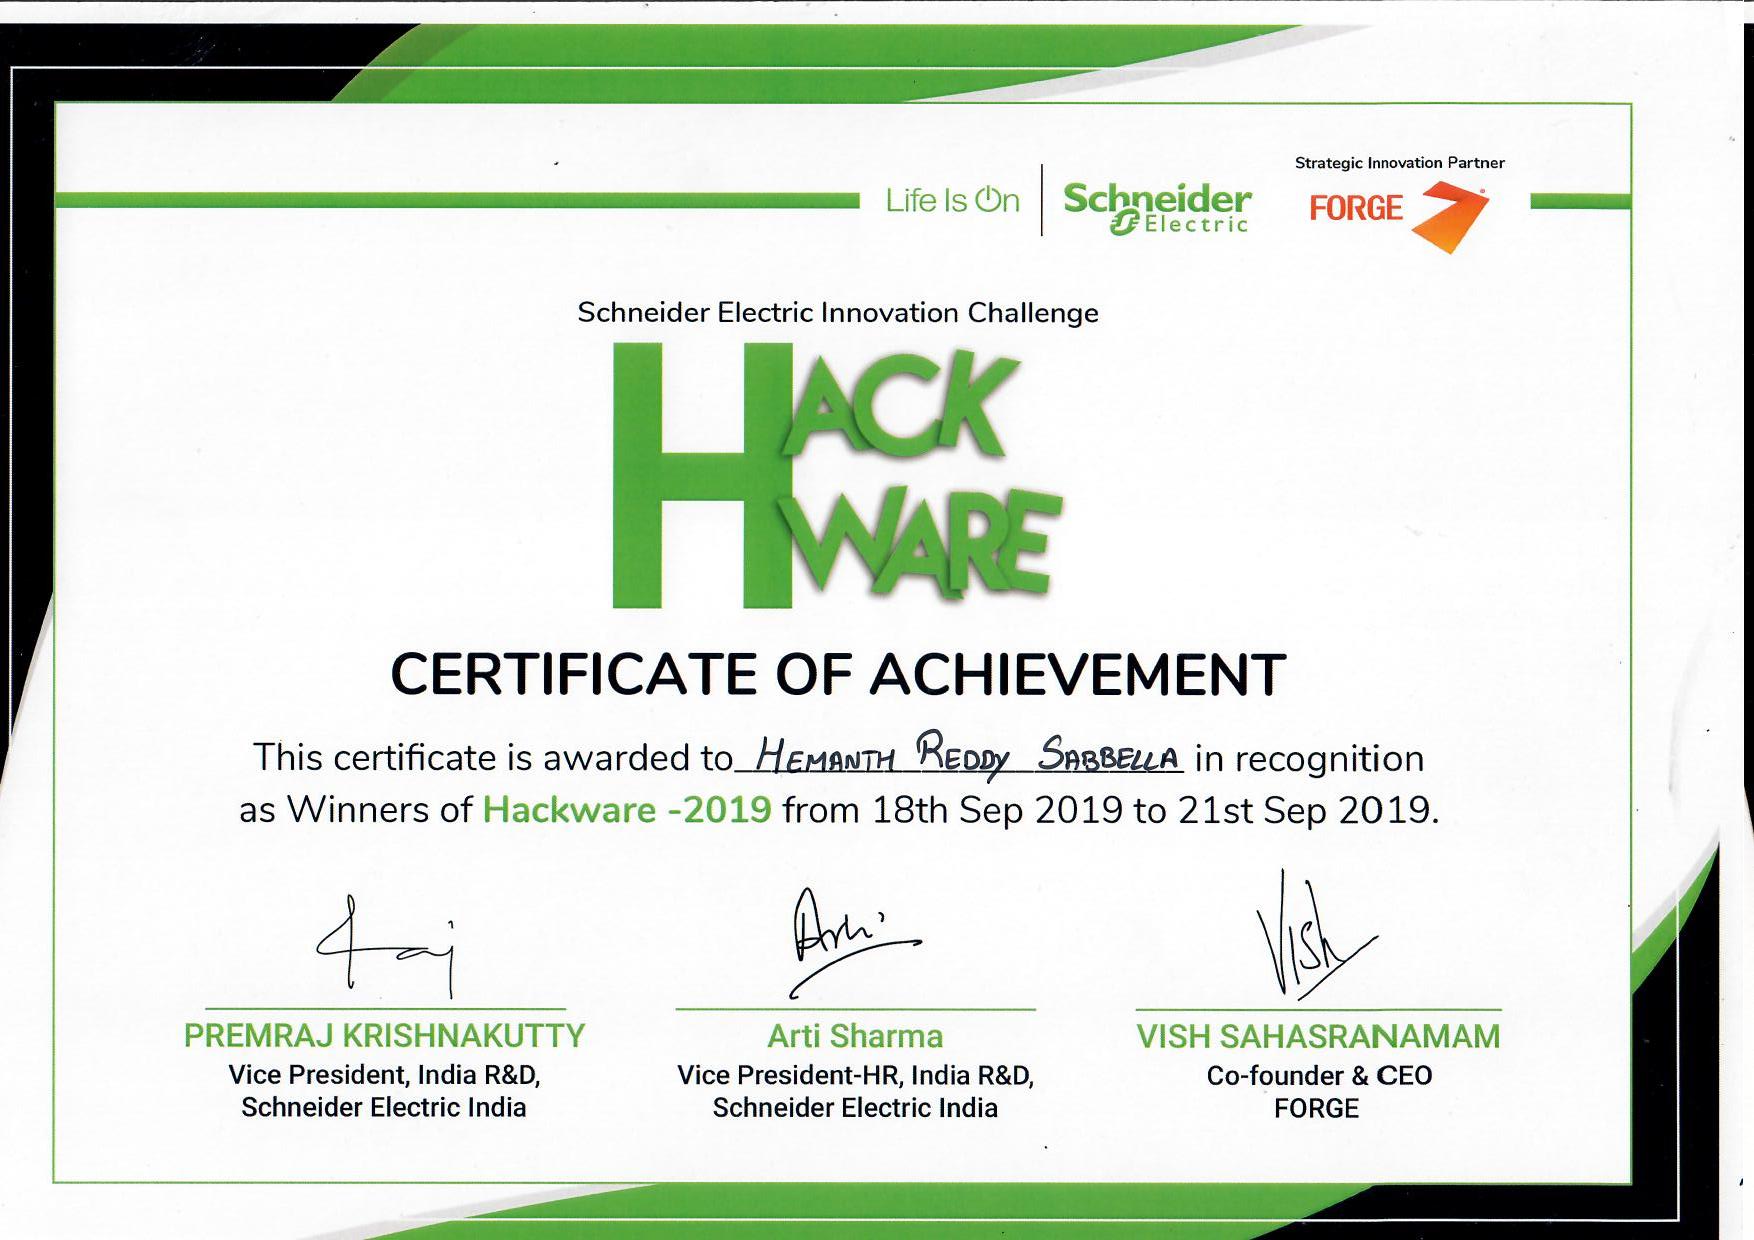 Strategic Innovation Partner
Life Is On
Schneider Electric
FORGE
Schneider Electric Innovation Challenge
HACK
WARE
CERTIFICATE OF ACHIEVEMENT
This certificate is awarded to HEMANTH REDDY SABBELLA in recognition
as Winners of Hackware -2019 from 18th Sep 2019 to 21st Sep 2019.
Arti
Vish
PREMRAJ KRISHNAKUTTY
Vice President, India R&D,
Schneider Electric India
Arti Sharma
Vice President-HR, India R&D,
Schneider Electric India
VISH SAHASRANAMAM
Co-founder & CEO
FORGE